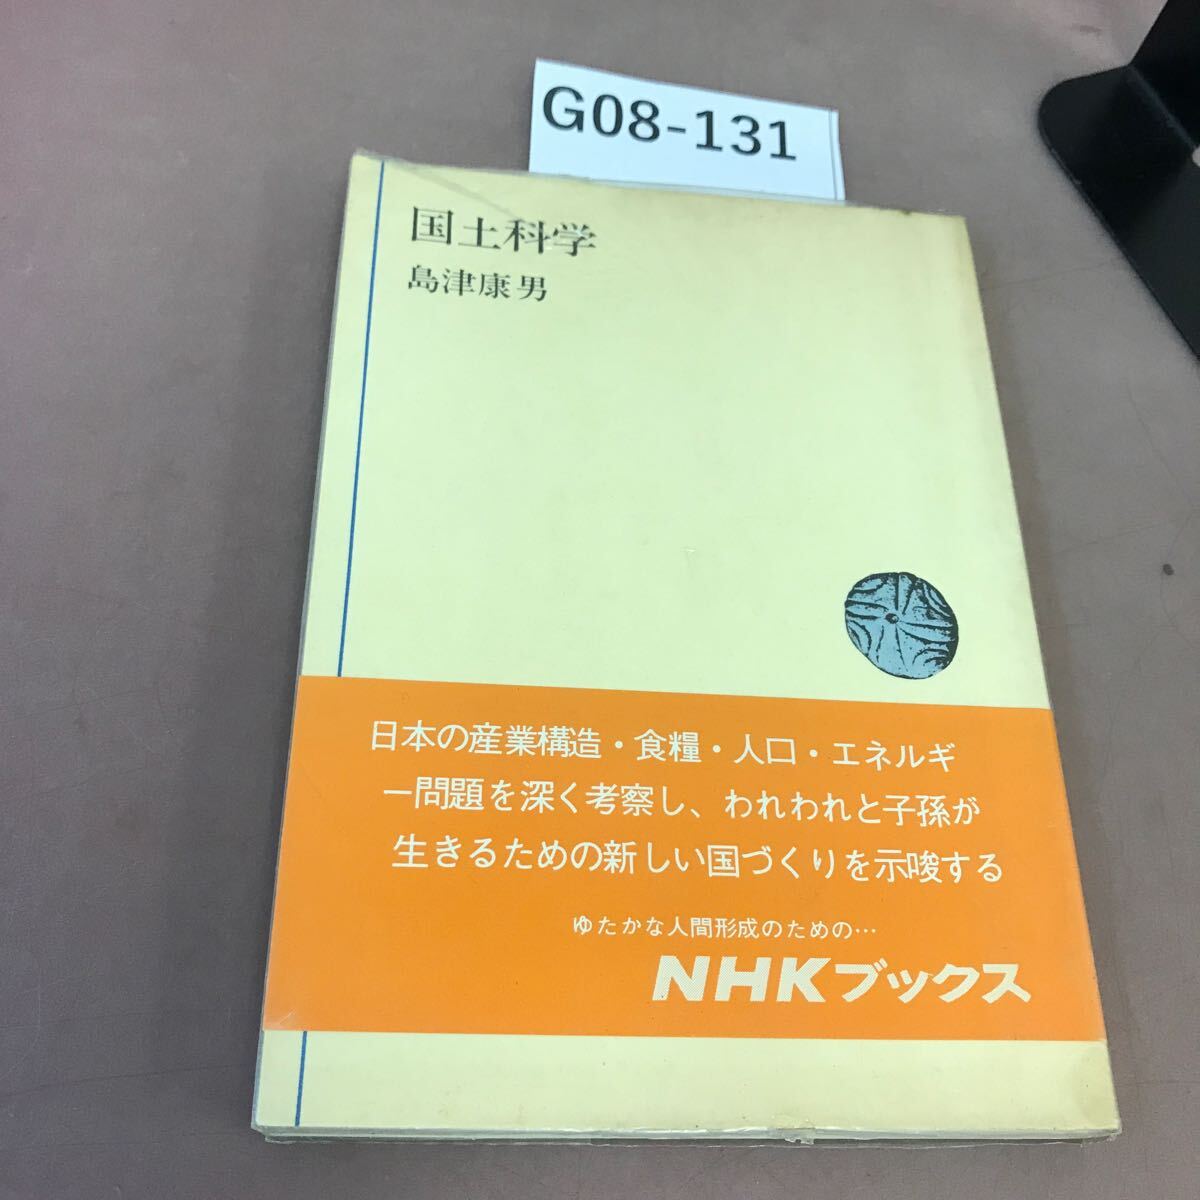 G08-131
国土科学
島津康男
日本の産業構造・食糧・人口・エネルギ
ー問題を深く考察し、われわれと子孫が
生きるための新しい国づくりを示唆する
ゆたかな人間形成のための…
NHKブックス